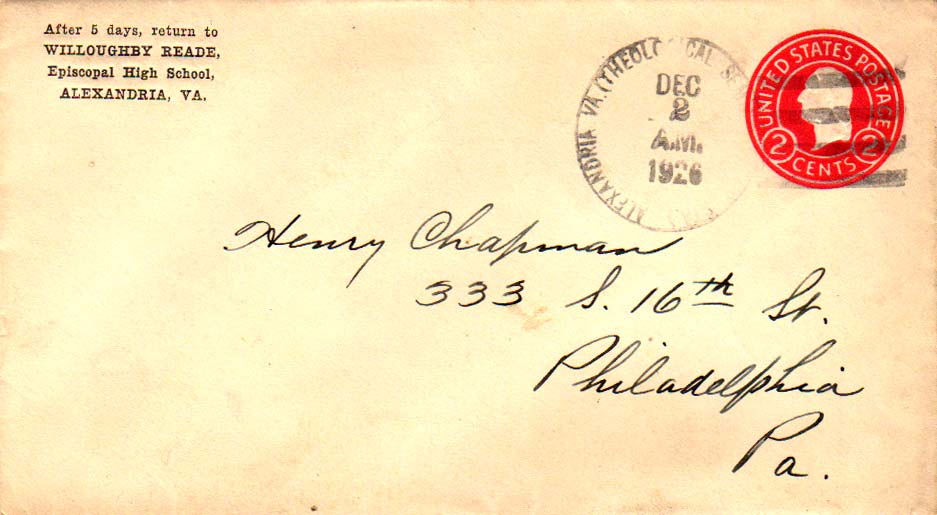 After 5 days, return to
WILLOUGHBY READE,
Episcopal High School,
ALEXANDRIA, VA.
ALEXANDRIA VA. (THEOLOGICAL
DEC
2
A.M.
1926
UNITED STATES POSTAGE
2 CENTS 2
Henry Chapman
333 S. 16th St.
Philadelphia
Pa.